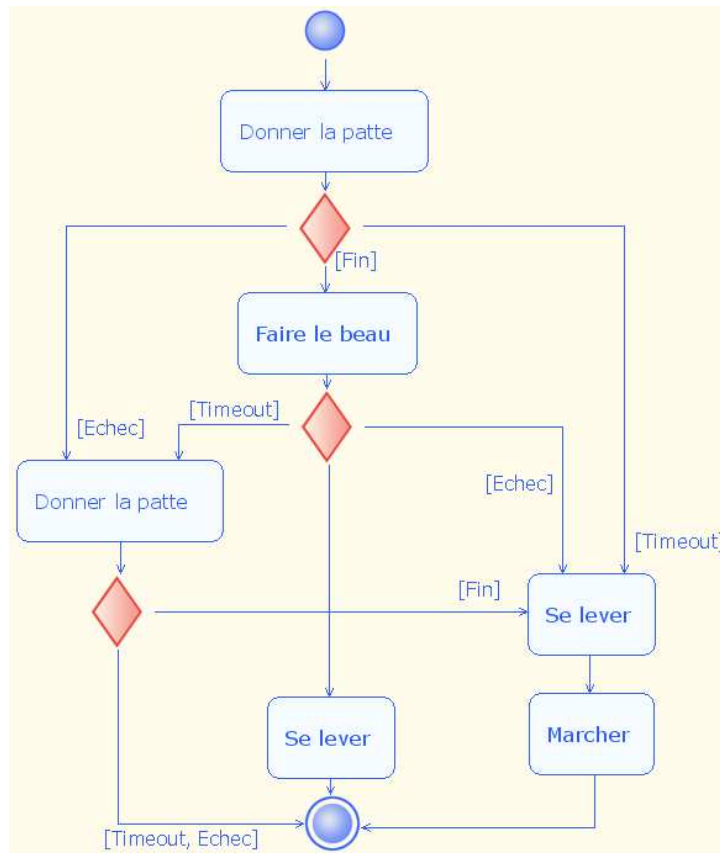 Donner la patte
[Fin]
Faire le beau
[Timeout]
[Echec]
[Echec]
Donner la patte
[Timeout]
[Fin]
Se lever
Se lever
Marcher
[Timeout, Echec]